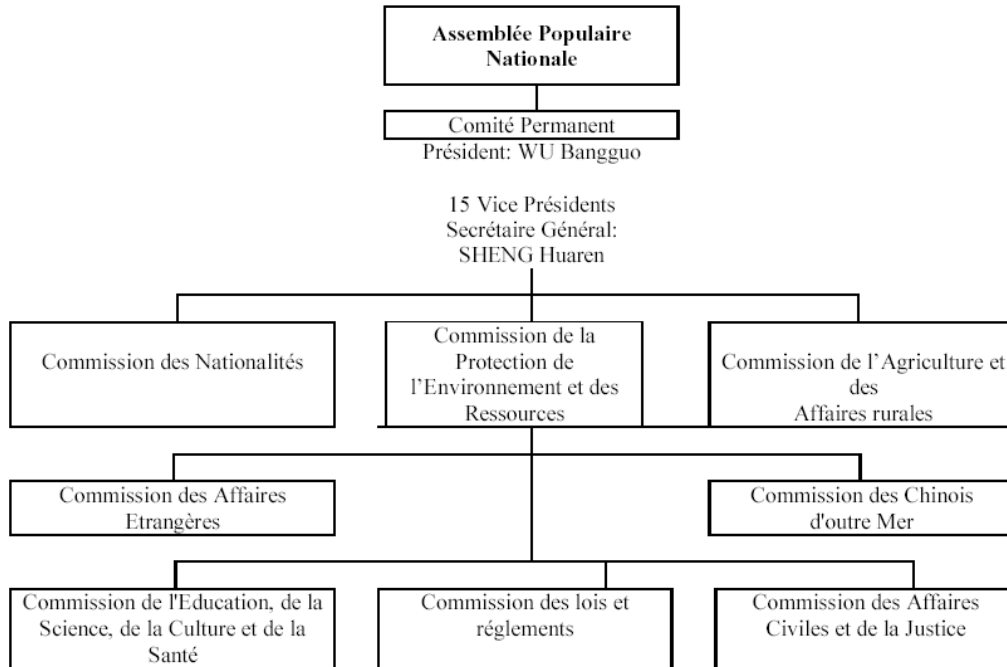 Assemblée Populaire
Nationale
Comité Permanent
Président: WU Bangguo
15 Vice Présidents
Secrétaire Général:
SHENG Huaren
Commission des Nationalités
Commission de la
Protection de
l’Environnement et des
Ressources
Commission de l’Agriculture et
des
Affaires rurales
Commission des Affaires
Etrangères
Commission des Chinois
d'outre Mer
Commission de l'Education, de la
Science, de la Culture et de la
Santé
Commission des lois et
réglements
Commission des Affaires
Civiles et de la Justice